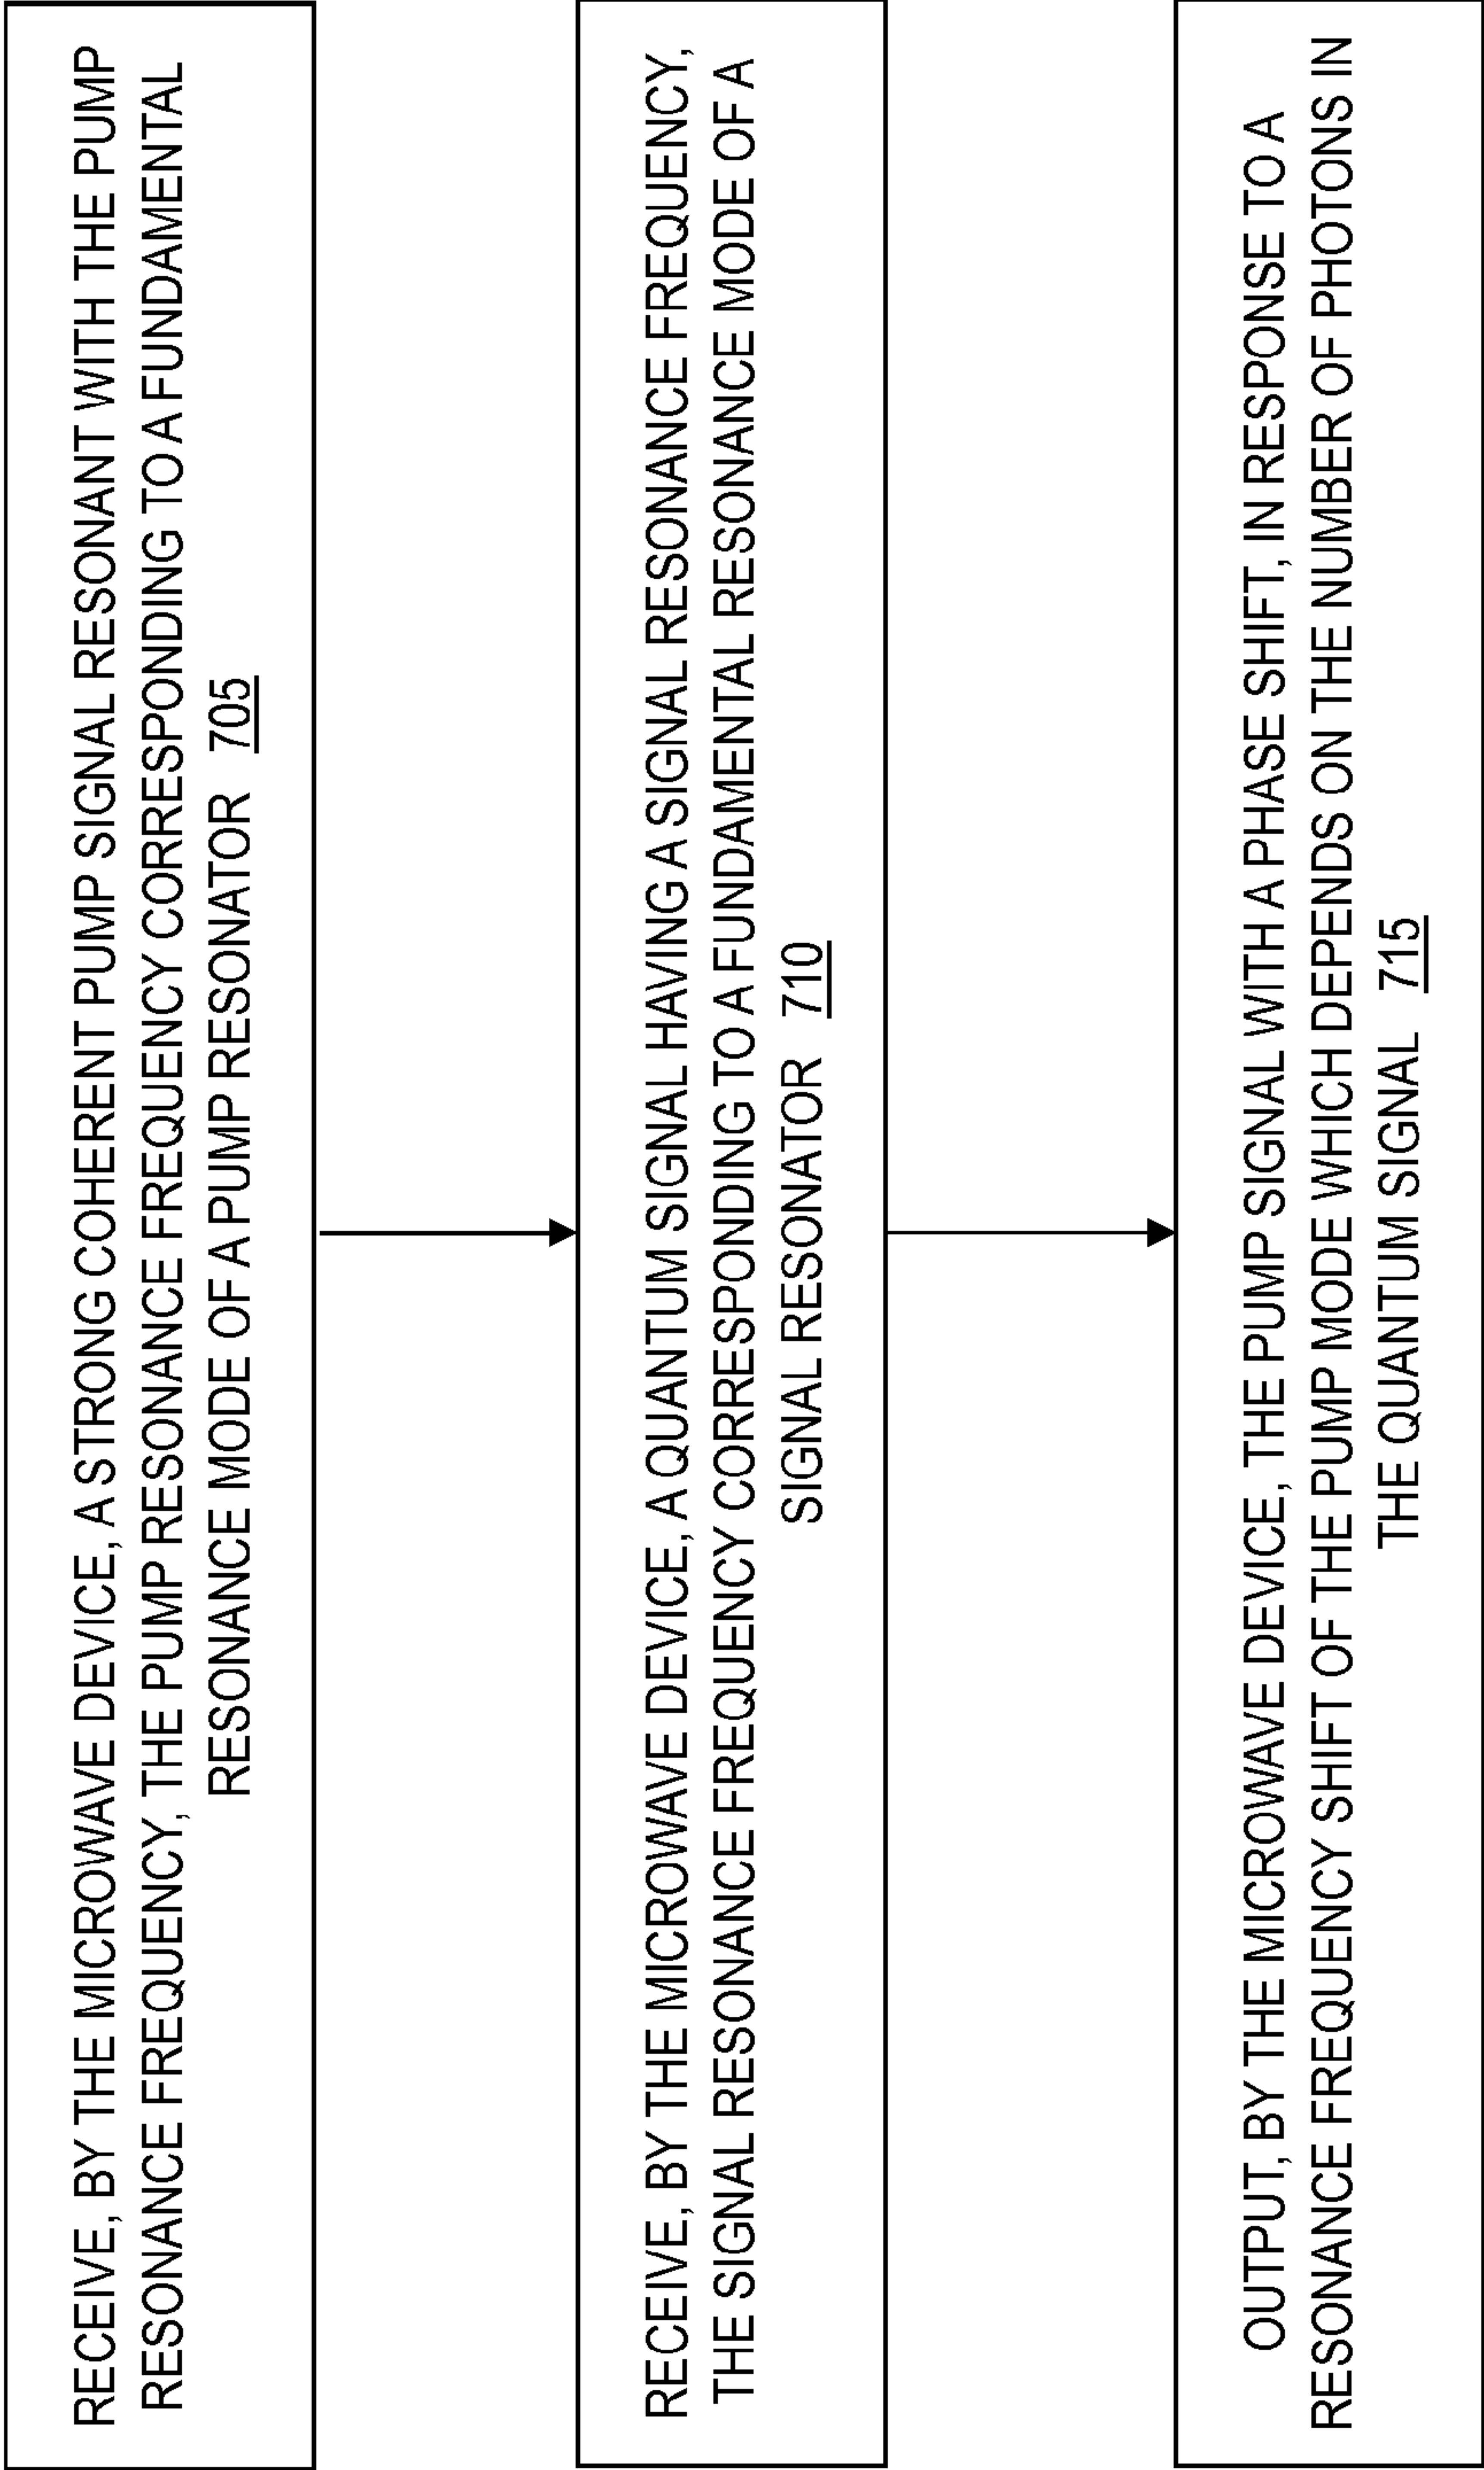 RECEIVE, BY THE MICROWAVE DEVICE, A STRONG COHERENT PUMP SIGNAL RESONANT WITH THE PUMP
RESONANCE FREQUENCY, THE PUMP RESONANCE FREQUENCY CORRESPONDING TO A FUNDAMENTAL
RESONANCE MODE OF A PUMP RESONATOR 705
RECEIVE, BY THE MICROWAVE DEVICE, A QUANTUM SIGNAL HAVING A SIGNAL RESONANCE FREQUENCY,
THE SIGNAL RESONANCE FREQUENCY CORRESPONDING TO A FUNDAMENTAL RESONANCE MODE OF A
SIGNAL RESONATOR 710
OUTPUT, BY THE MICROWAVE DEVICE, THE PUMP SIGNAL WITH A PHASE SHIFT, IN RESPONSE TO A
RESONANCE FREQUENCY SHIFT OF THE PUMP MODE WHICH DEPENDS ON THE NUMBER OF PHOTONS IN
THE QUANTUM SIGNAL 715